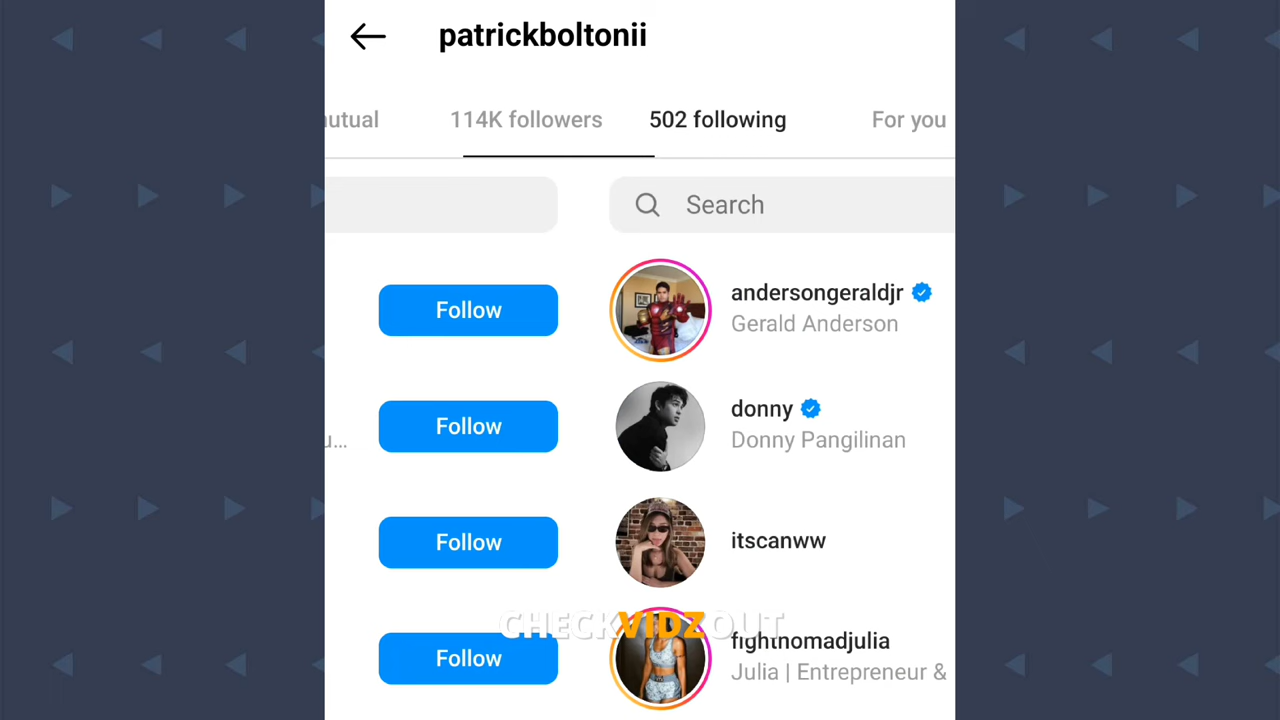 patrickboltonii
mutual 114K followers 502 following For you
Search
Follow
andersongeraldjr
Gerald Anderson
Follow
donny
Donny Pangilinan
u...
Follow
itscanww
CHECKVIDZOUT
Follow
fightnomadjulia
Julia | Entrepreneur &